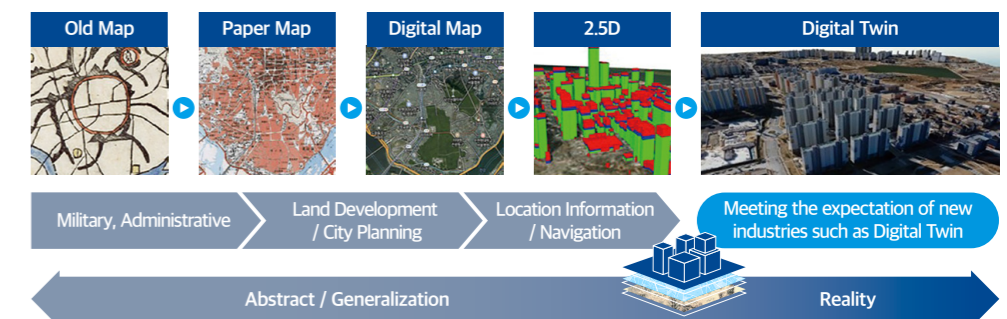 Old Map
Paper Map
Digital Map
2.5D
Digital Twin
Military, Administrative
Land Development
/ City Planning
Location Information
/ Navigation
Meeting the expectation of new
industries such as Digital Twin
Abstract / Generalization
Reality